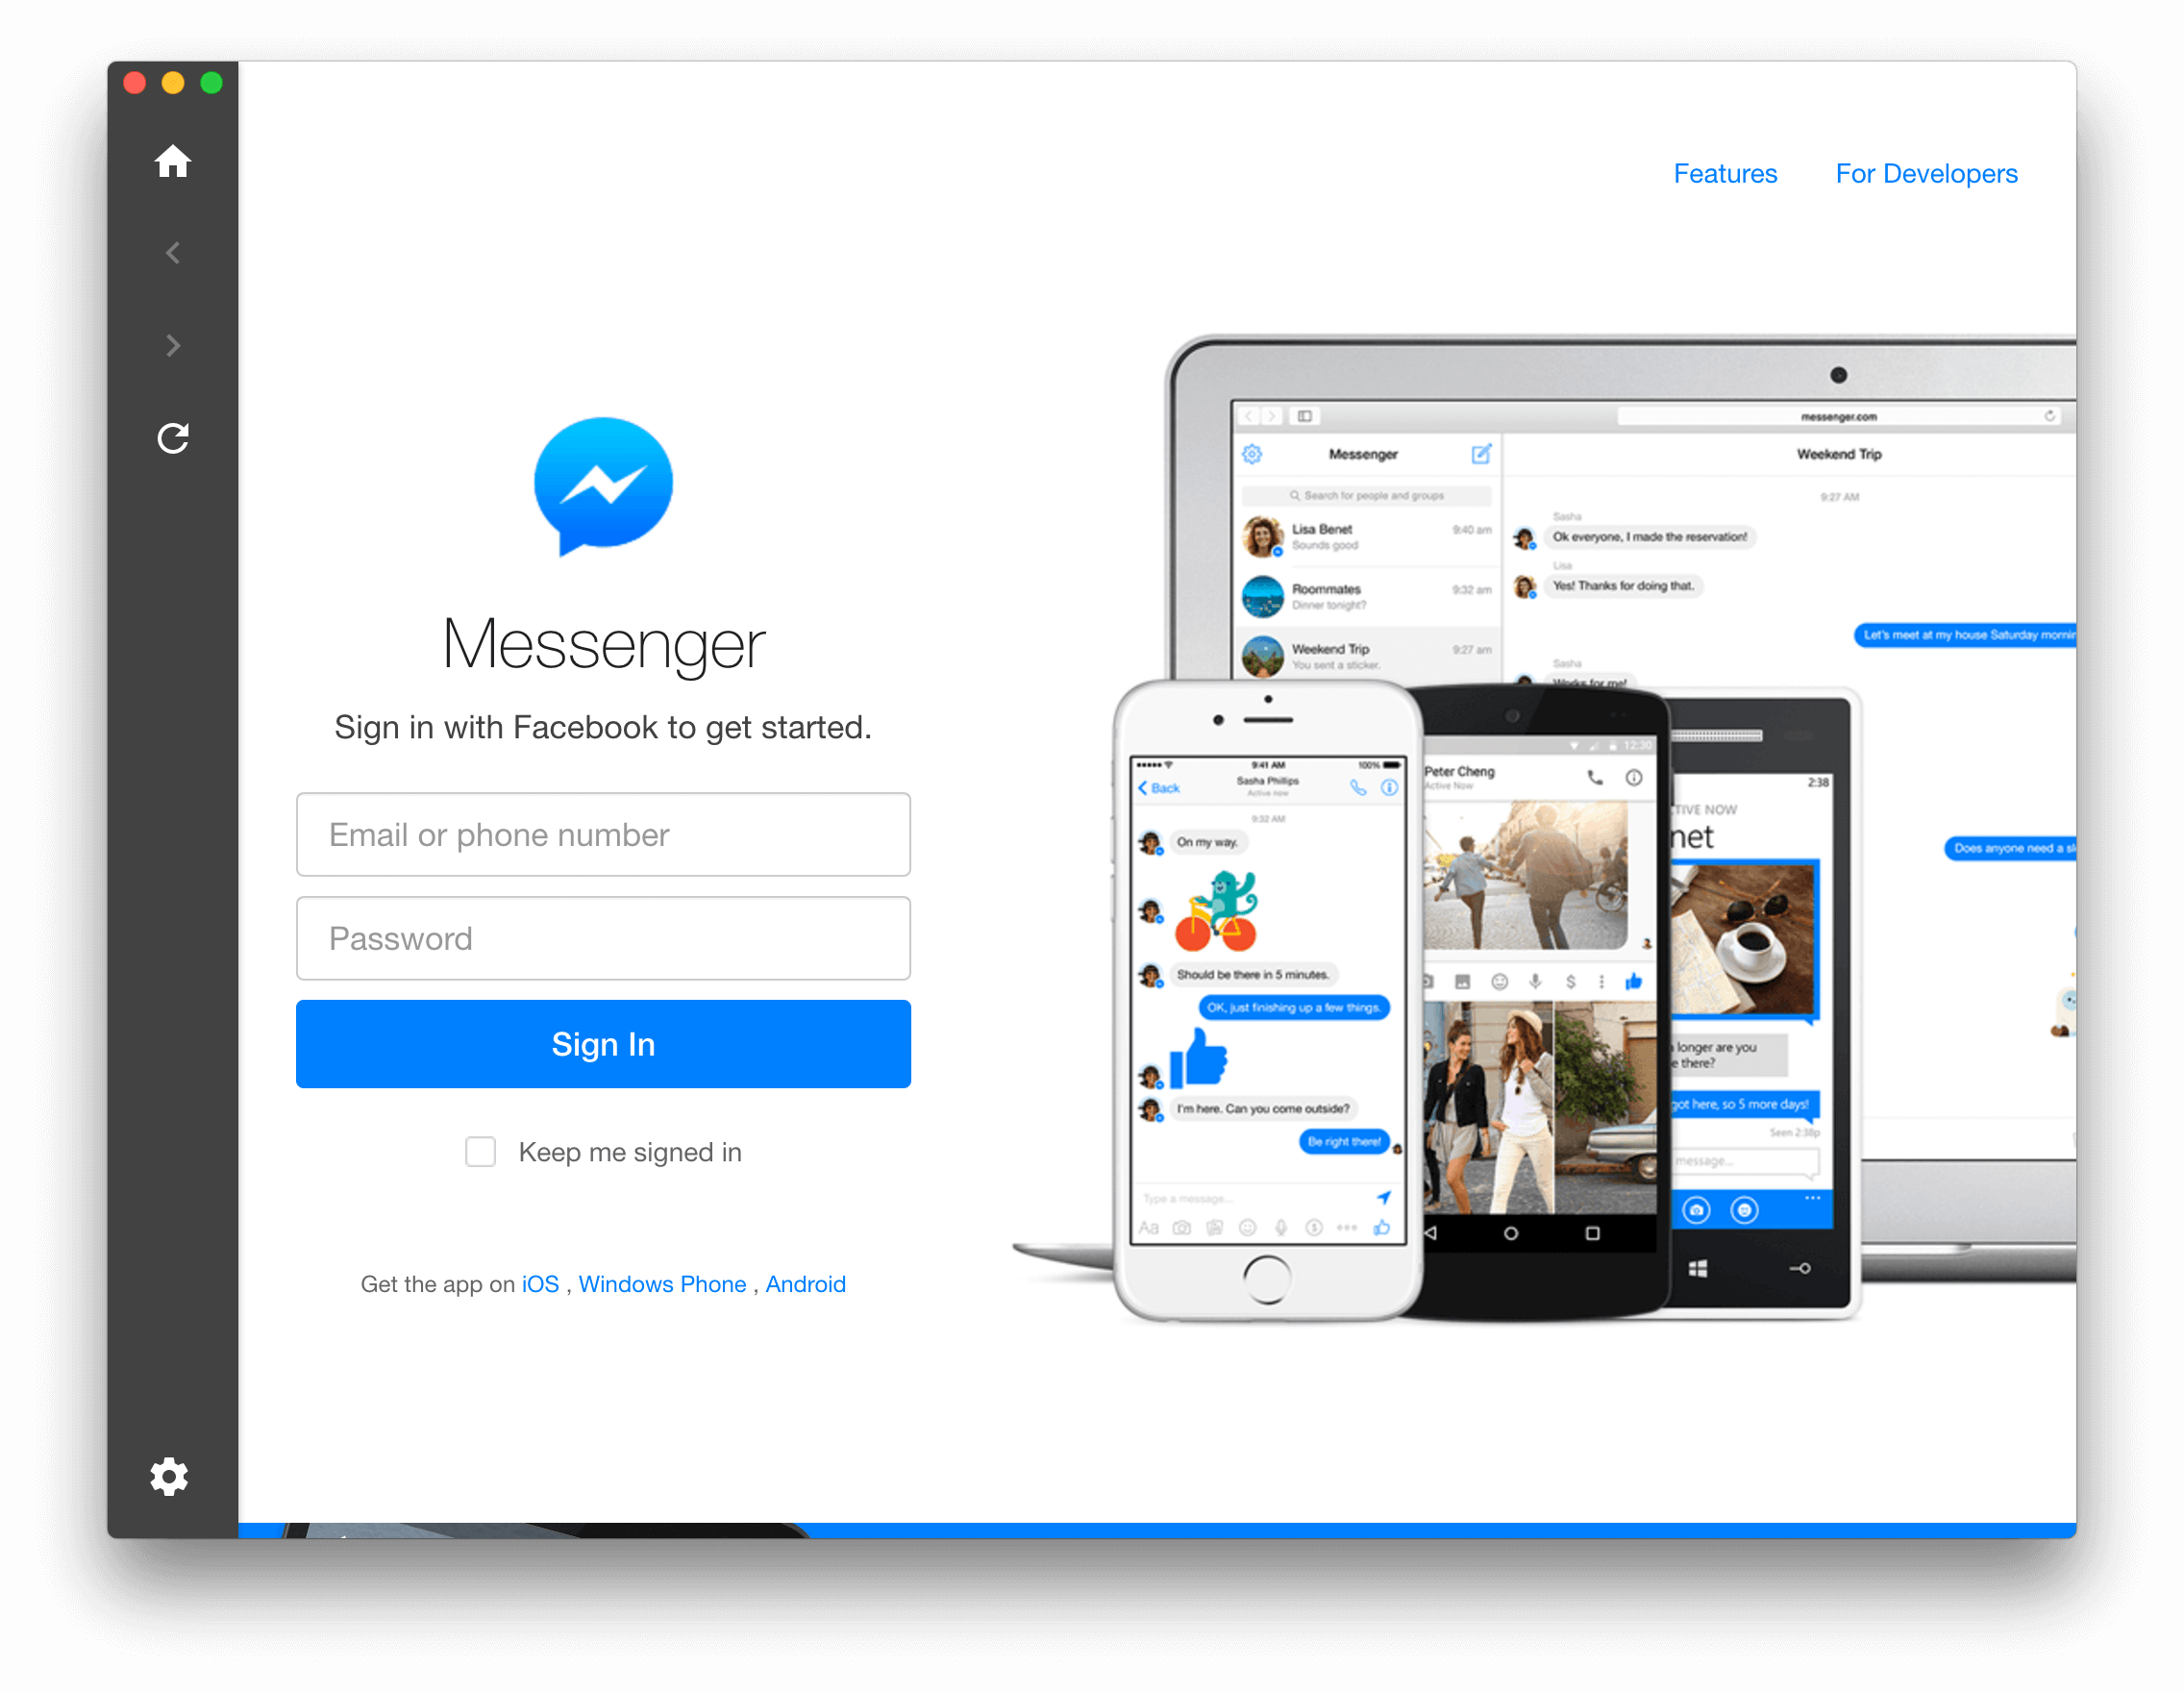 Features
For Developers
Messenger
Sign in with Facebook to get started.
Email or phone number
Password
Sign In
Keep me signed in
Get the app on iOS , Windows Phone , Android
messenger.com
Messenger
Weekend Trip
Search for people and groups
9:27 AM
Lisa Benet
9:40 am
Sounds good
Sasha
Ok everyone, I made the reservation!
Lisa
Yes! Thanks for doing that.
Roommates
9:32 am
Dinner tonight?
Let's meet at my house Saturday mornin
Weekend Trip
9:27 am
You sent a sticker.
Sasha
Works for me!
Does anyone need a
9:41 AM
100%
Back
Sasha Phillips
Active now
9:32 AM
On my way.
Should be there in 5 minutes.
OK, just finishing up a few things.
I'm here. Can you come outside?
Be right there!
Type a message...
Aa
12:30
Peter Cheng
Active Now
2:38
TIVE NOW
net
longer are you
e there?
got here, so 5 more days!
Seen 2:38p
message...